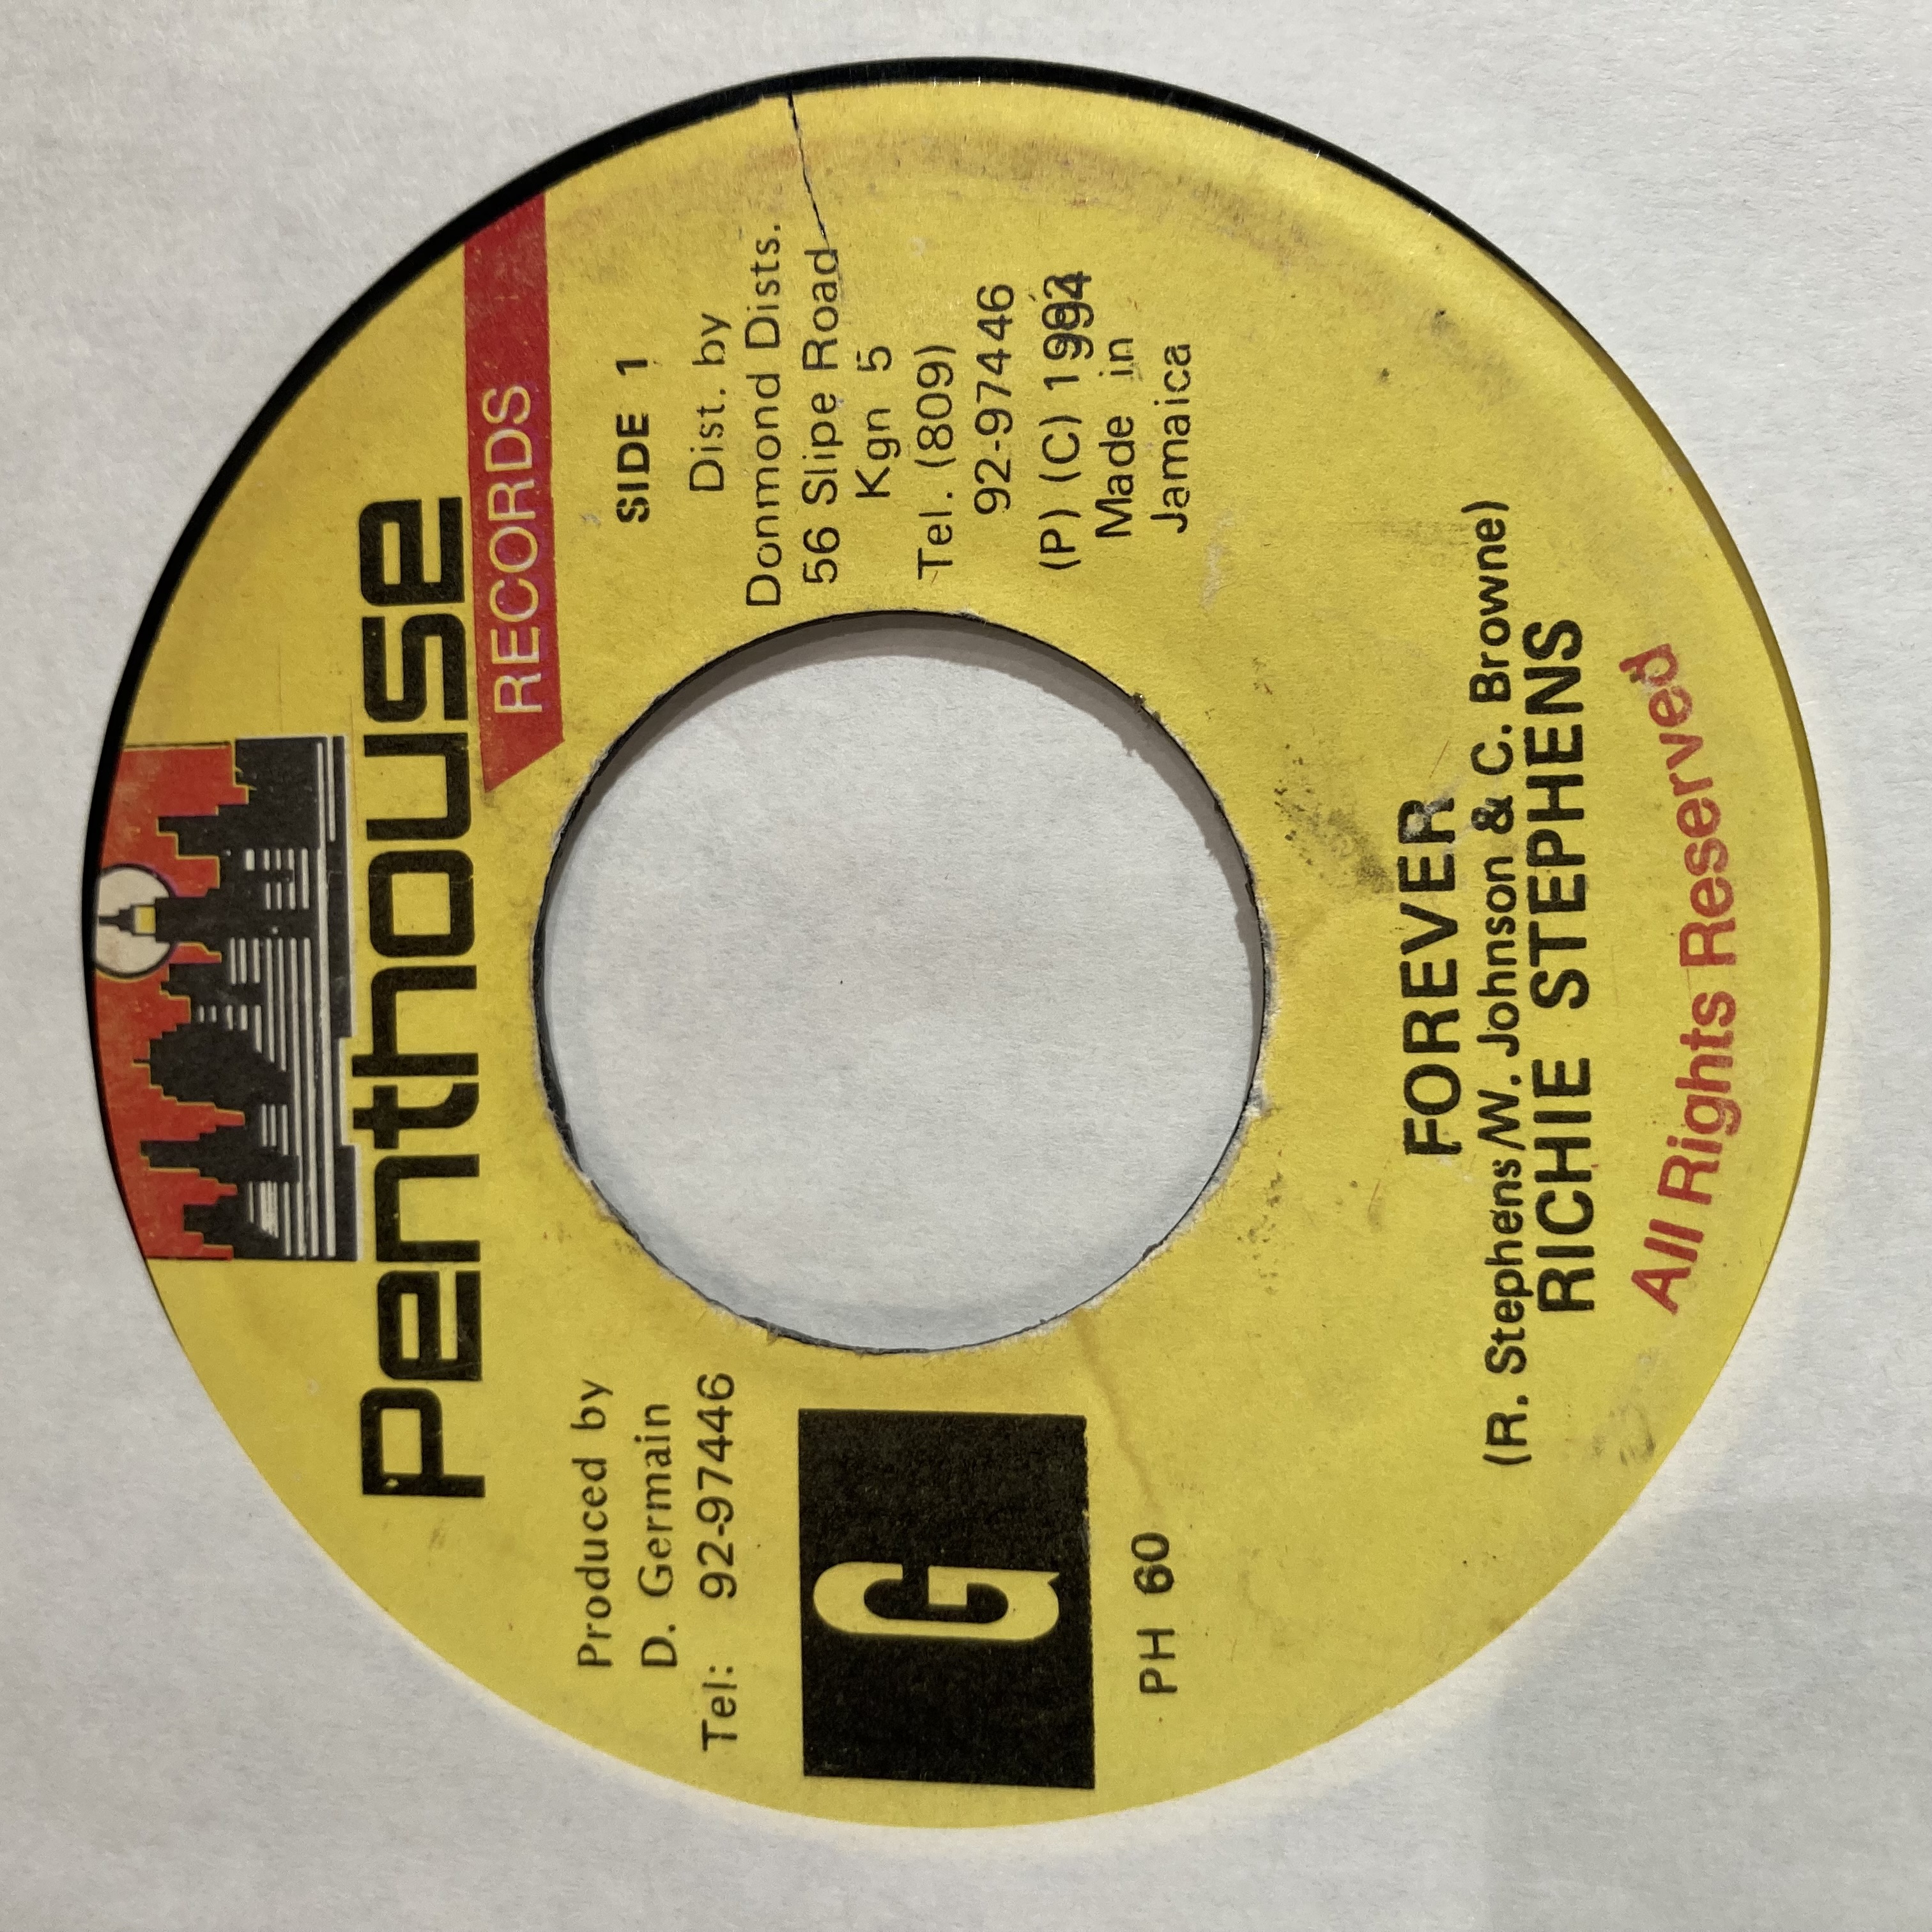 Penthouse
RECORDS
Produced by
D. Germain
Tel: 92-97446
G
PH 60
SIDE 1
Dist. by
Donmond Dists.
56 Slipe Road
Kgn 5
Tel. (809)
92-97446
(P) (C)
Made in
Jamaica
FOREVER
(R. Stephens/W. Johnson & C. Browne)
RICHIE STEPHENS
All Rights Reserved